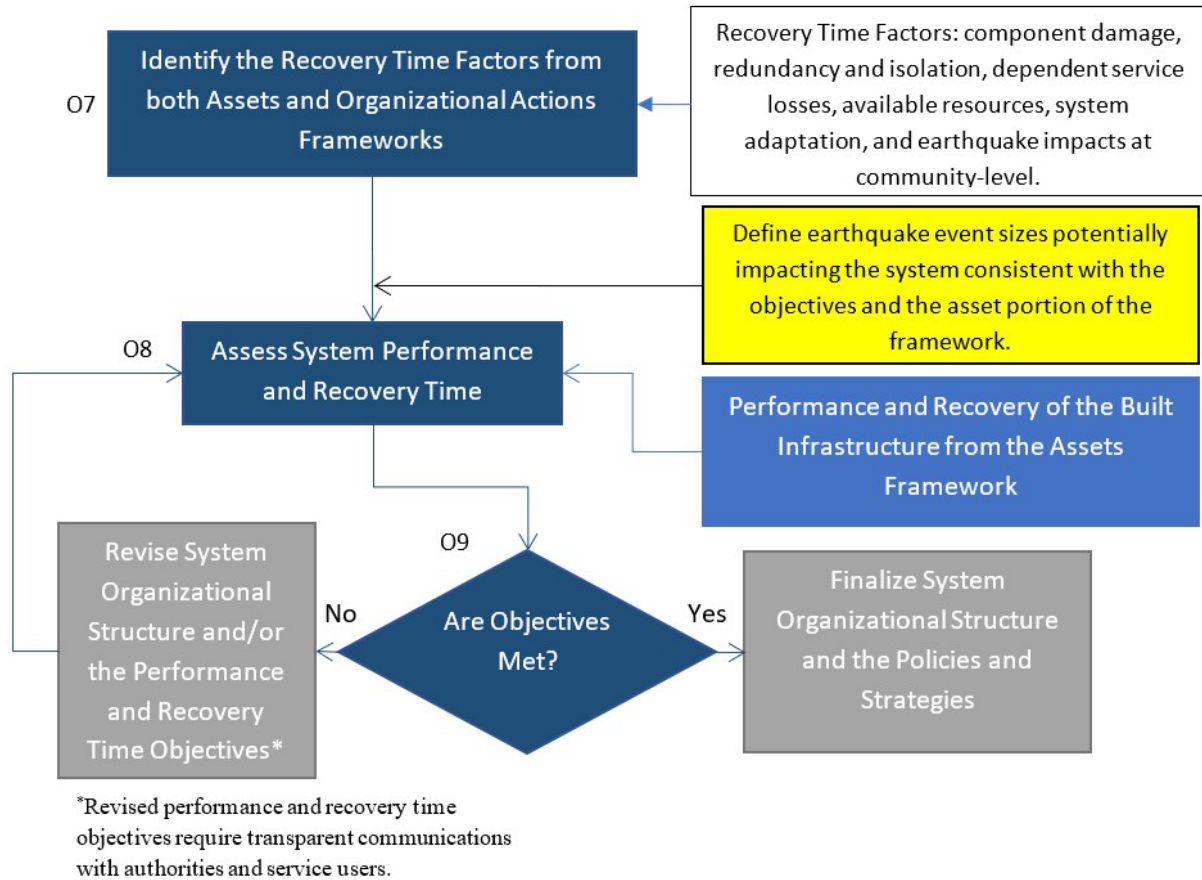 Identify the Recovery Time Factors from
both Assets and Organizational Actions
Frameworks
O7
Recovery Time Factors: component damage,
redundancy and isolation, dependent service
losses, available resources, system
adaptation, and earthquake impacts at
community-level.
Define earthquake event sizes potentially
impacting the system consistent with the
objectives and the asset portion of the
framework.
O8
Assess System Performance
and Recovery Time
Performance and Recovery of the Built
Infrastructure from the Assets
Framework
O9
Are Objectives
Met?
No
Yes
Revise System
Organizational
Structure and/or
the Performance
and Recovery
Time Objectives*
Finalize System
Organizational Structure
and the Policies and
Strategies
*Revised performance and recovery time
objectives require transparent communications
with authorities and service users.